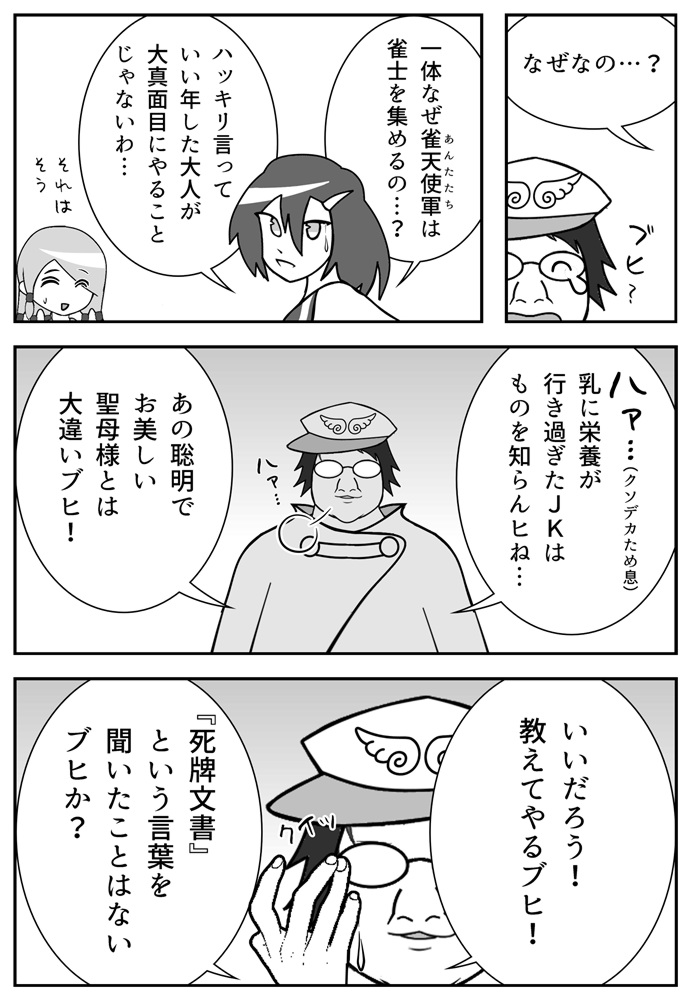 なぜなの…？
ブヒ？
一体なぜ雀天使軍は
あんたたち
雀士を集めるの…？
ハッキリ言って
いい年した大人が
大真面目にやること
じゃないわ…
それは
そう
ハァ…(クソデカため息)
乳に栄養が
行き過ぎたＪＫは
ものを知らんヒね…
ハァ…
あの聡明で
お美しい
聖母様とは
大違いブヒ！
いいだろう！
教えてやるブヒ！
クイッ
『死牌文書』
という言葉を
聞いたことはない
ブヒか？